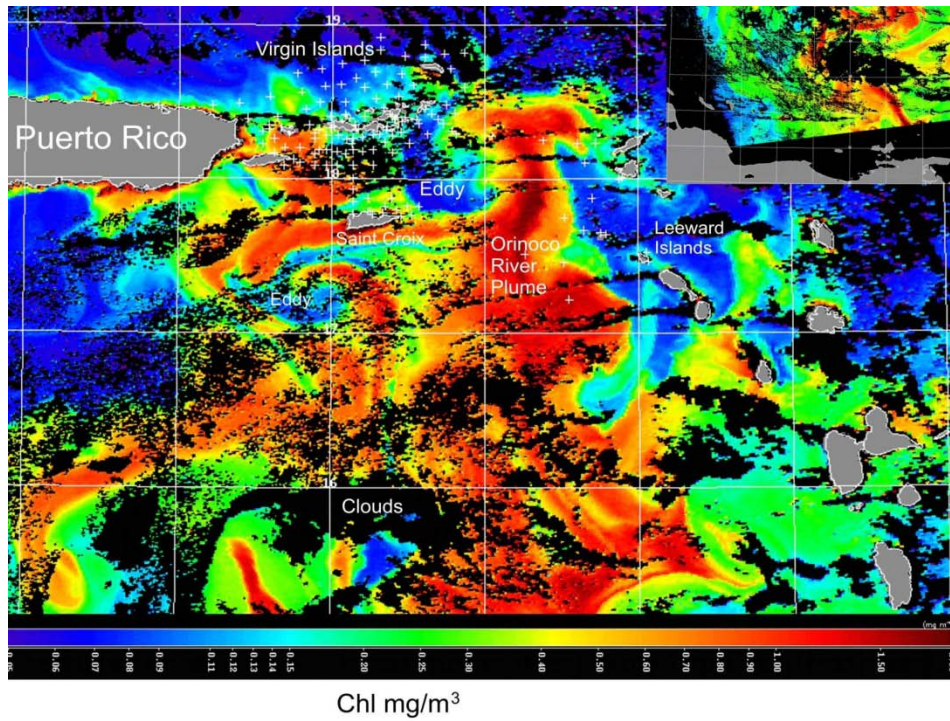 19
Virgin Islands
Puerto Rico
18
Eddy
Saint Croix
Orinoco
River
Plume
Leeward
Islands
Eddy
17
16
Clouds
0.06 0.07 0.08 0.09 0.11 0.12 0.13 0.14 0.15 0.20 0.25 0.30 0.40 0.50 0.60 0.70 0.80 0.90 1.00 1.50
Chl mg/m³